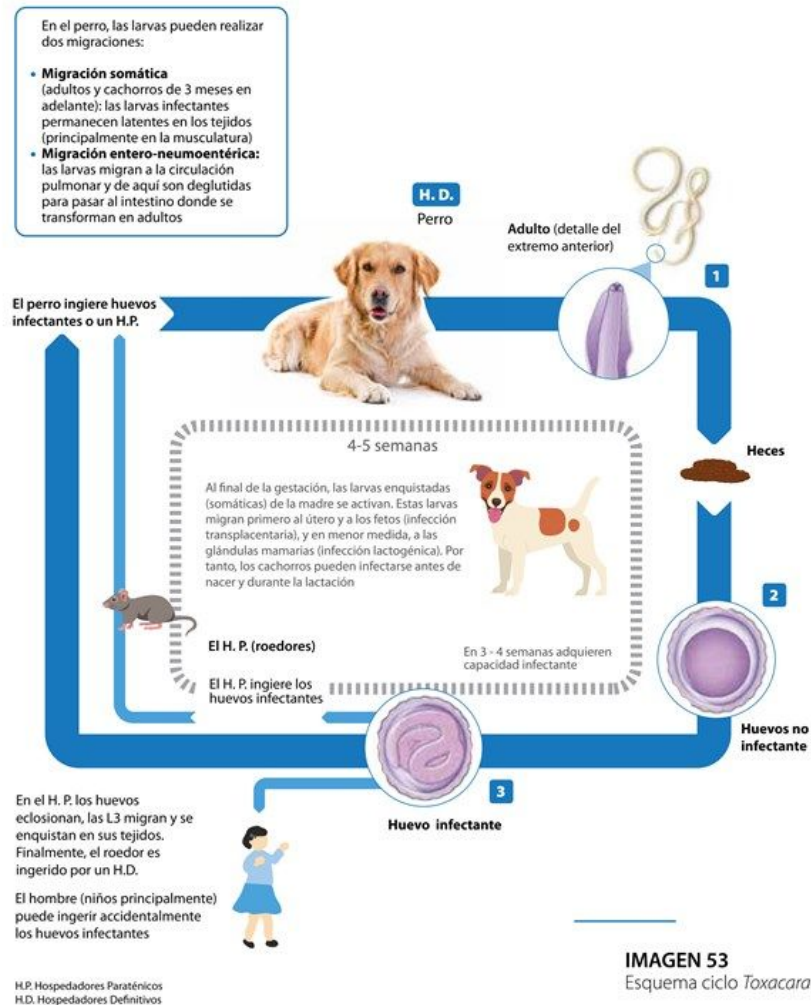 En el perro, las larvas pueden realizar
dos migraciones:
• Migración somática
(adultos y cachorros de 3 meses en
adelante): las larvas infectantes
permanecen latentes en los tejidos
(principalmente en la musculatura)
• Migración entero-neumoentérica:
las larvas migran a la circulación
pulmonar y de aquí son deglutidas
para pasar al intestino donde se
transforman en adultos
H. D.
Perro
Adulto (detalle del
extremo anterior)
1
El perro ingiere huevos
infectantes o un H.P.
Heces
4-5 semanas
Al final de la gestación, las larvas enquistadas
(somáticas) de la madre se activan. Estas larvas
migran primero al útero y a los fetos (infección
transplacentaria), y en menor medida, a las
glándulas mamarias (infección lactogénica). Por
tanto, los cachorros pueden infectarse antes de
nacer y durante la lactación
2
El H. P. (roedores)
En 3 - 4 semanas adquieren
capacidad infectante
El H. P. ingiere los
huevos infectantes
Huevos no
infectante
3
Huevo infectante
En el H. P. los huevos
eclosionan, las L3 migran y se
enquistan en sus tejidos.
Finalmente, el roedor es
ingerido por un H.D.
El hombre (niños principalmente)
puede ingerir accidentalmente
los huevos infectantes
IMAGEN 53
Esquema ciclo Toxacara
H.P. Hospedadores Paraténicos
H.D. Hospedadores Definitivos